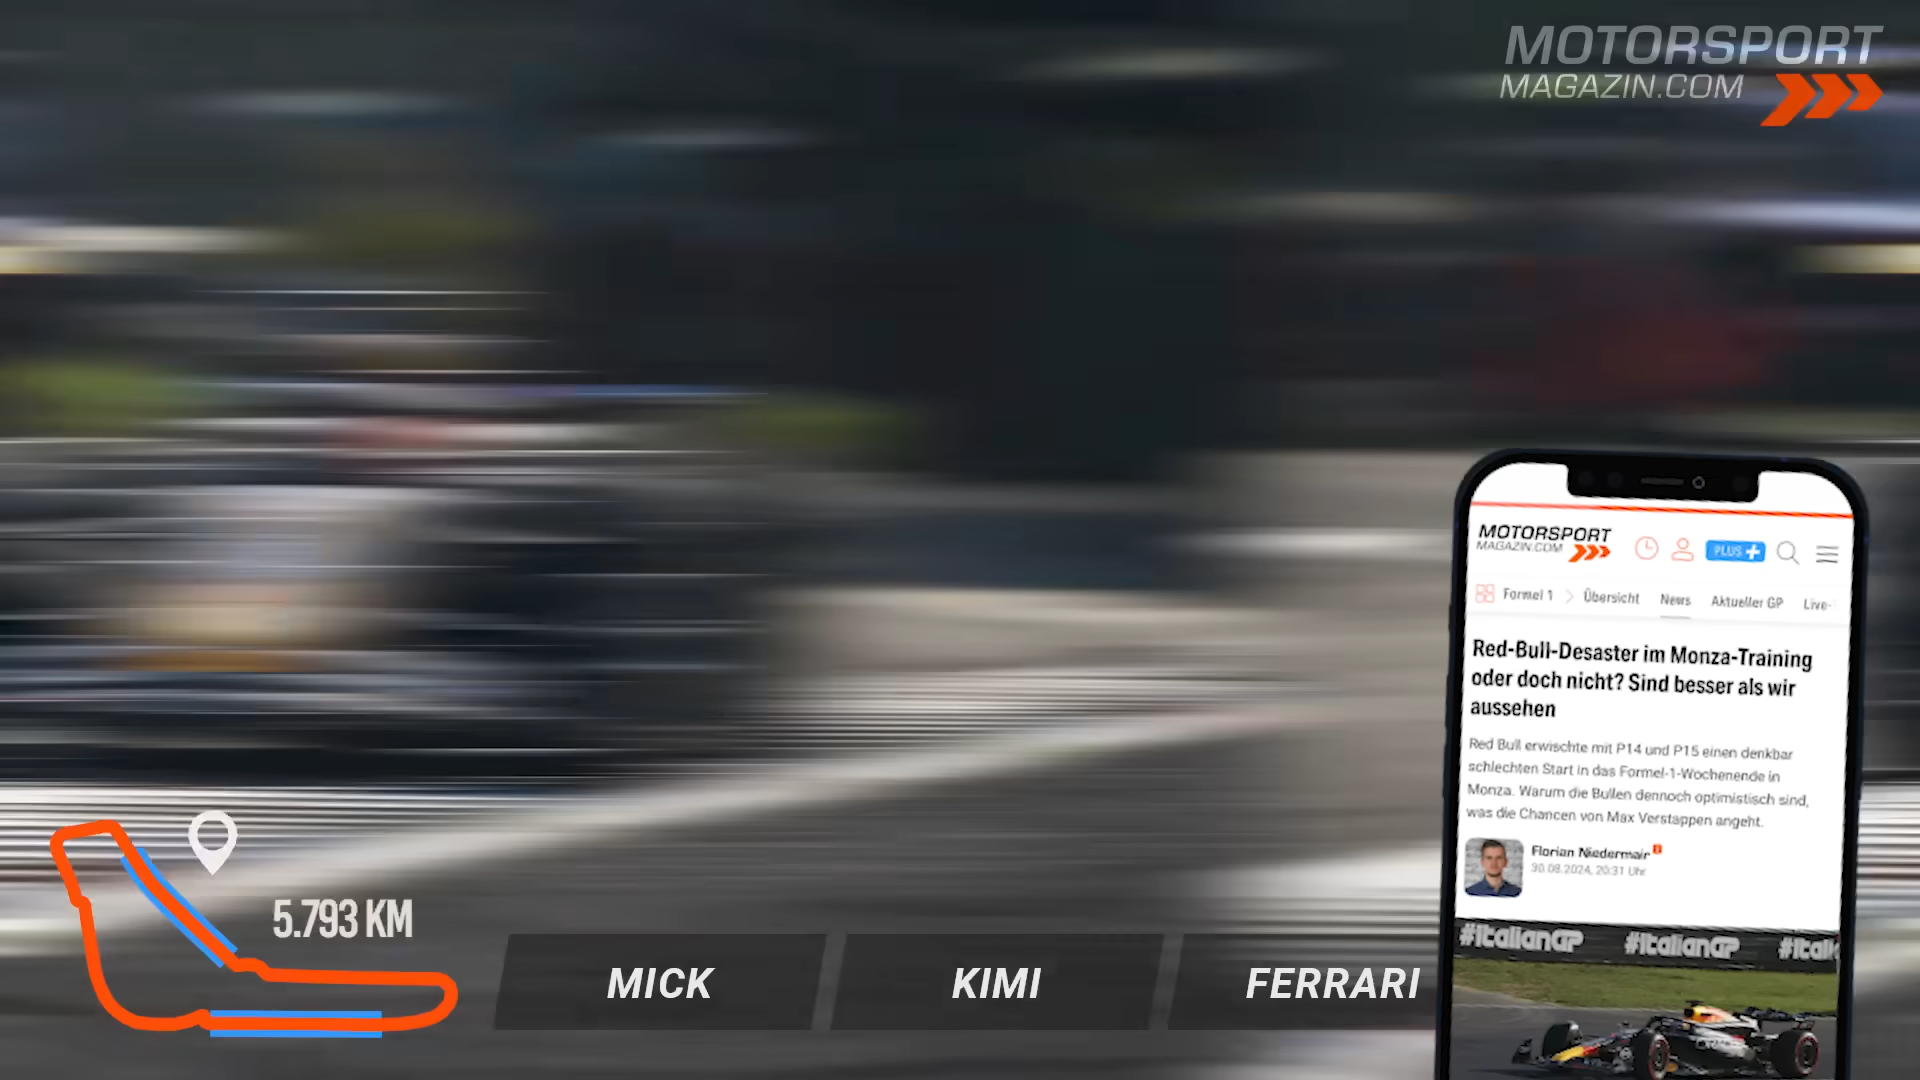 MOTORSPORT
MAGAZIN.COM
MOTORSPORT
MAGAZIN.COM
PLUS
Formel 1
Übersicht
News
Aktueller GP
Live-
Red-Bull-Desaster im Monza-Training
oder doch nicht? Sind besser als wir
aussehen
Red Bull erwischte mit P14 und P15 einen denkbar
schlechten Start in das Formel-1-Wochenende in
Monza. Warum die Bullen dennoch optimistisch sind,
was die Chancen von Max Verstappen angeht.
Florian Niedermair
30.08.2024, 20:31 Uhr
#ItalianGP #ItalianGP #Itali
5.793 KM
MICK
KIMI
FERRARI